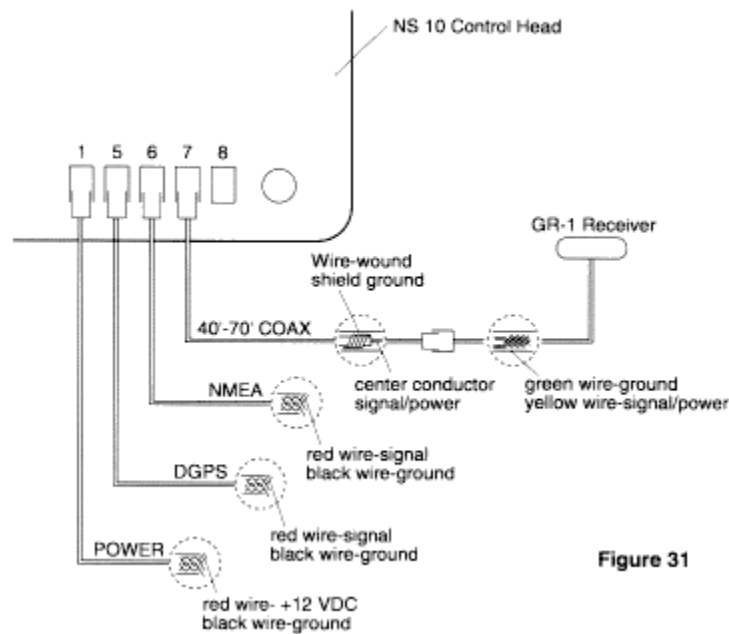 NS 10 Control Head
1 5 6 7 8
GR-1 Receiver
Wire-wound
shield ground
40'-70' COAX
center conductor
signal/power
green wire-ground
yellow wire-signal/power
NMEA
red wire-signal
black wire-ground
DGPS
red wire-signal
black wire-ground
POWER
Figure 31
red wire- +12 VDC
black wire-ground